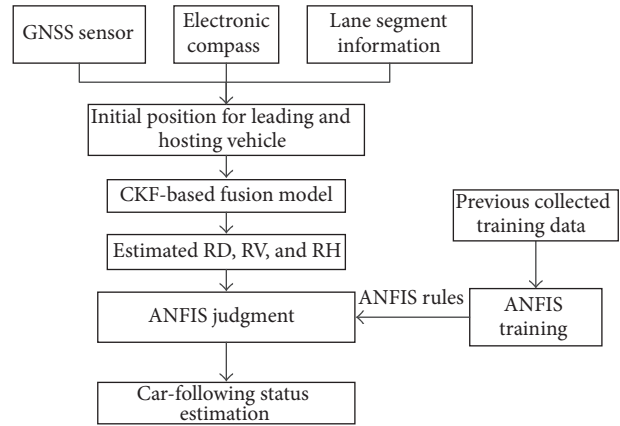 GNSS sensor
Electronic
compass
Lane segment
information
Initial position for leading and
hosting vehicle
CKF-based fusion model
Previous collected
training data
Estimated RD, RV, and RH
ANFIS judgment
ANFIS rules
ANFIS
training
Car-following status
estimation